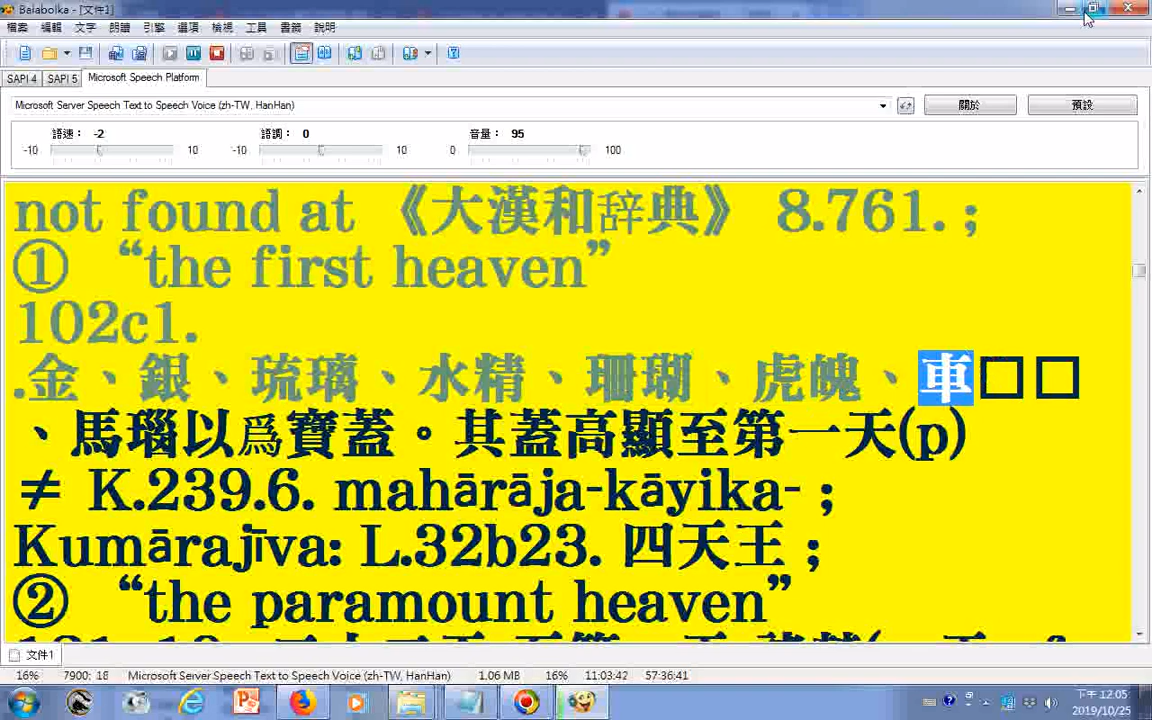 Balabolka - [文件1]
檔案 編輯 文字 朗讀 引擎 選項 檢視 工具 書籤 說明
SAPI 4 SAPI 5 Microsoft Speech Platform
Microsoft Server Speech Text to Speech Voice (zh-TW, HanHan) 關於 預設
語速： -2 語調： 0 音量： 95
-10 10 -10 10 0 100
not found at 《大漢和辞典》 8.761. ;
① “the first heaven”
102c1.
.金、銀、琉璃、水精、珊瑚、虎魄、車□□
、馬瑙以爲寶蓋。其蓋高顯至第一天(p)
≠ K.239.6. mahārāja-kāyika- ;
Kumārajīva: L.32b23. 四天王 ;
② “the paramount heaven”
文件1
16% 7900: 18 Microsoft Server Speech Text to Speech Voice (zh-TW, HanHan) 1.06 MB 16% 11:03:42 57:36:41
下午 12:05
2019/10/25